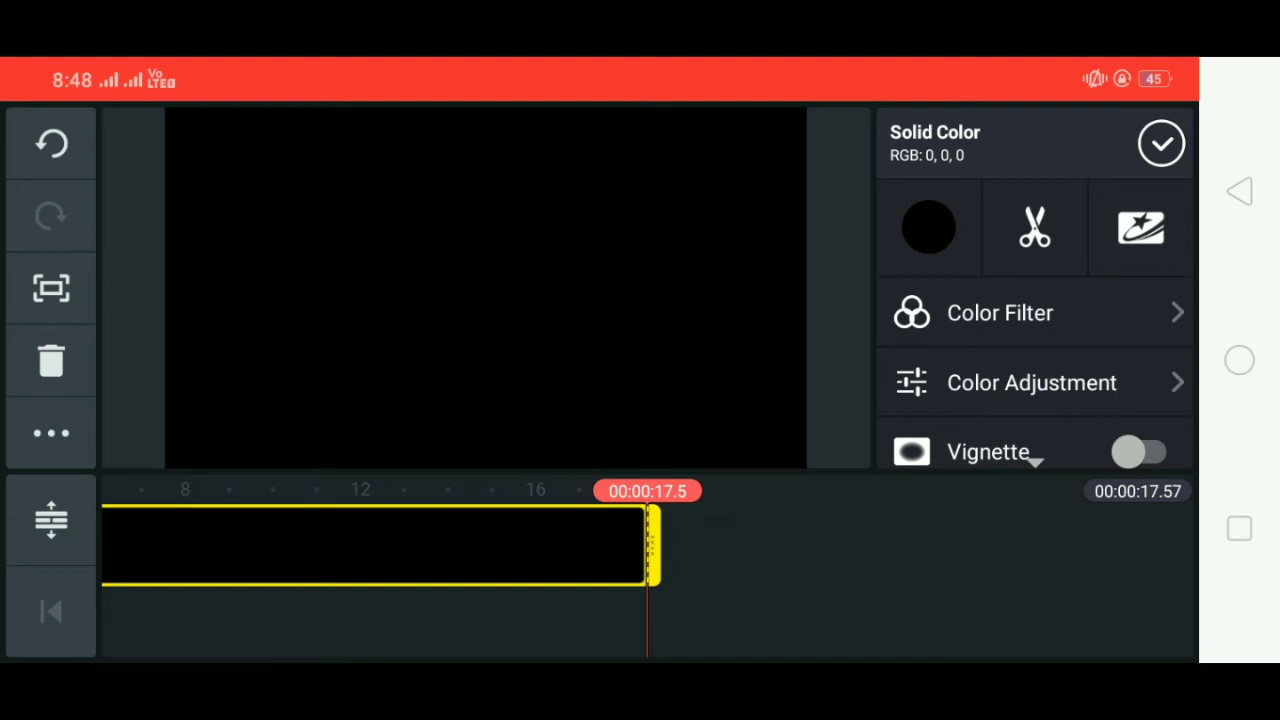 8:48
Vo
LTE
45
Solid Color
RGB: 0, 0, 0
Color Filter
Color Adjustment
Vignette
8
12
16
00:00:17.5
00:00:17.57